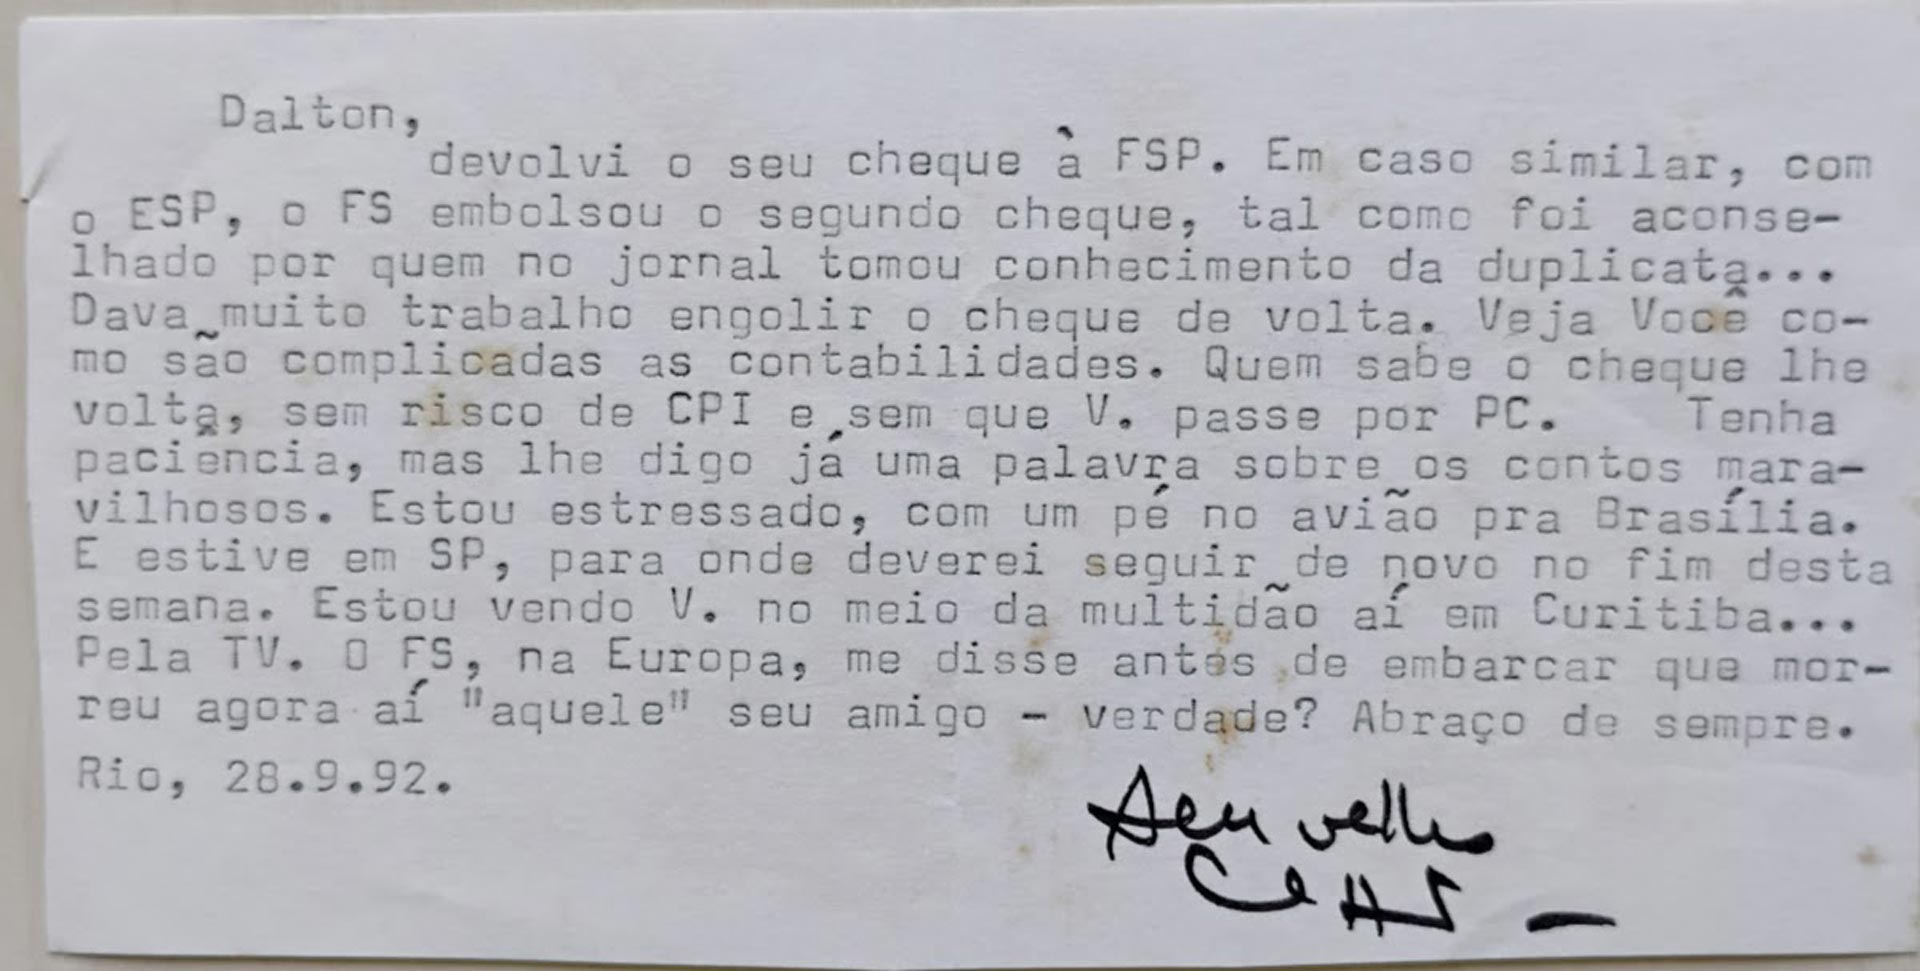 Dalton,
devolvi o seu cheque à FSP. Em caso similar, com
o ESP, o FS embolsou o segundo cheque, tal como foi aconse-
lhado por quem no jornal tomou conhecimento da duplicata...
Dava muito trabalho engolir o cheque de volta. Veja Você co-
mo são complicadas as contabilidades. Quem sabe o cheque lhe
volta, sem risco de CPI e sem que V. passe por PC. Tenha
paciência, mas lhe digo já uma palavra sobre os contos mara-
vilhosos. Estou estressado, com um pé no avião pra Brasília.
E estive em SP, para onde deverei seguir de novo no fim desta
semana. Estou vendo V. no meio da multidão aí em Curitiba...
Pela TV. O FS, na Europa, me disse antes de embarcar que mor-
reu agora aí "aquele" seu amigo - verdade? Abraço de sempre.
Rio, 28.9.92.
Seu velho